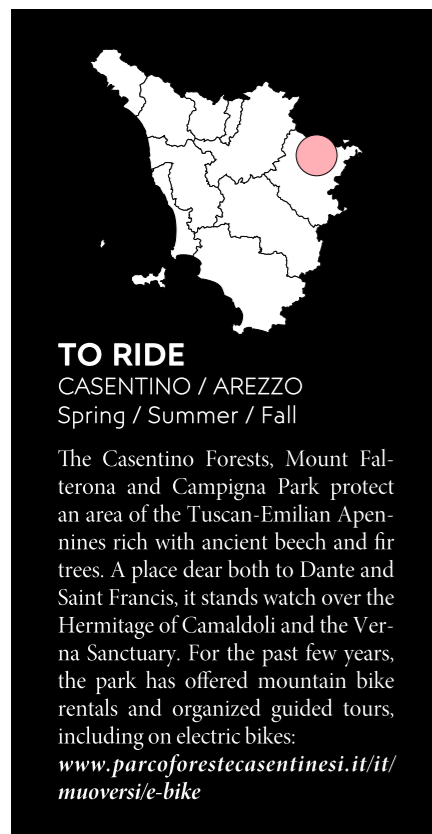 TO RIDE
CASENTINO / AREZZO
Spring / Summer / Fall
The Casentino Forests, Mount Fal-
terona and Campigna Park protect
an area of the Tuscan-Emilian Apen-
nines rich with ancient beech and fir
trees. A place dear both to Dante and
Saint Francis, it stands watch over the
Hermitage of Camaldoli and the Ver-
na Sanctuary. For the past few years,
the park has offered mountain bike
rentals and organized guided tours,
including on electric bikes:
www.parcoforestecasentinesi.it/it/
muoversi/e-bike